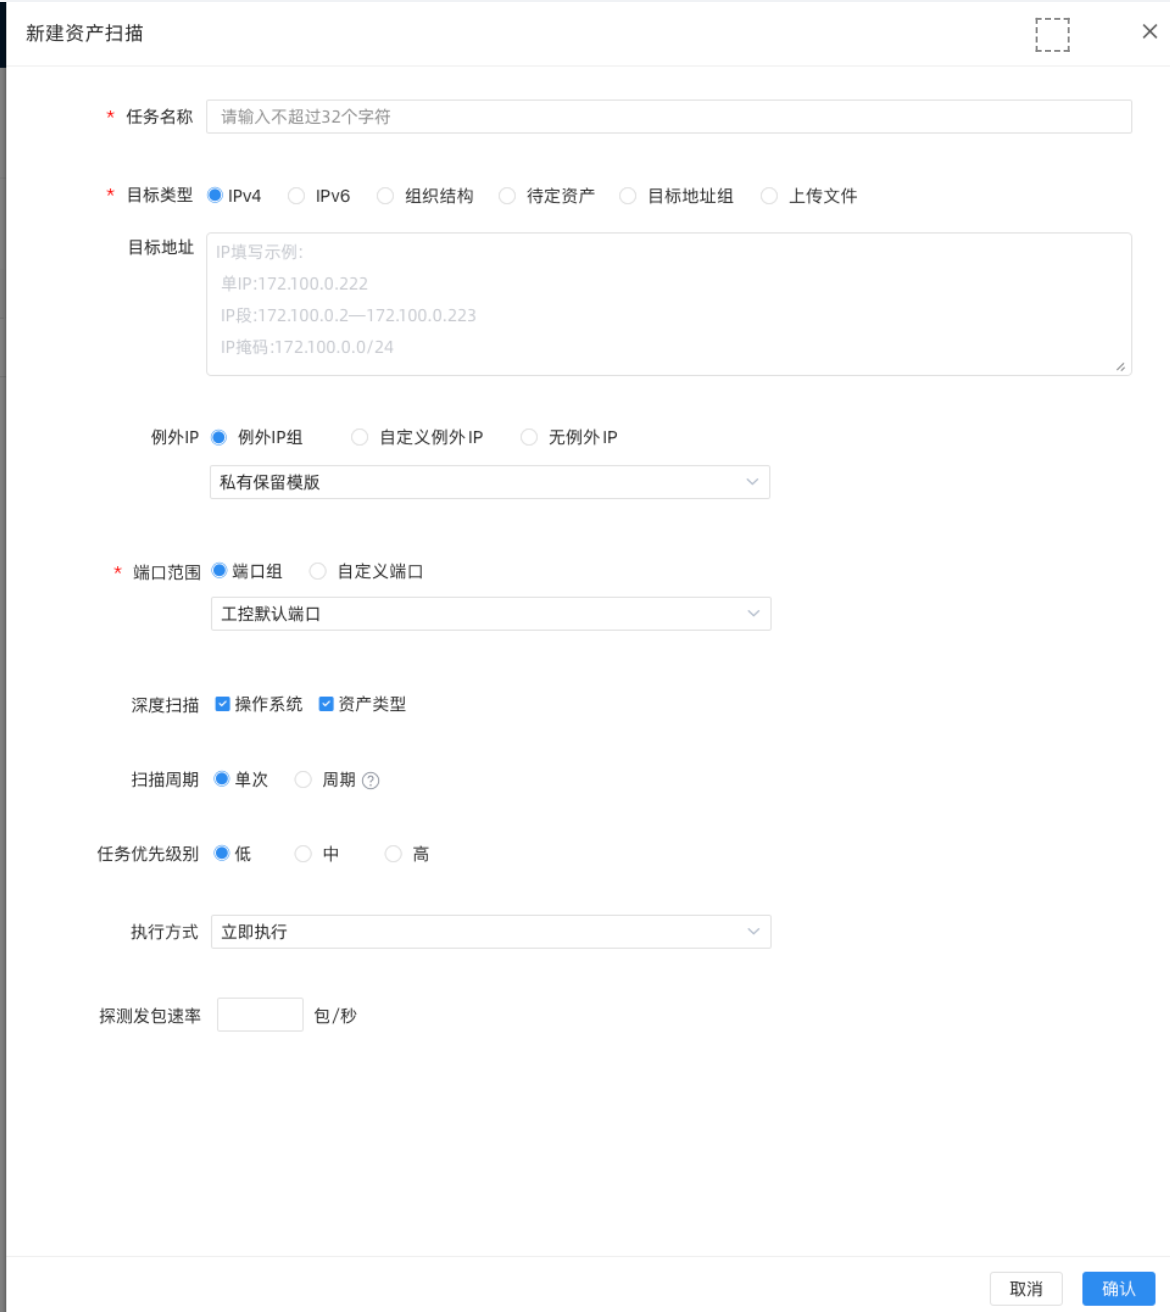 新建资产扫描
* 任务名称 请输入不超过32个字符
* 目标类型 IPv4 IPv6 组织结构 待定资产 目标地址组 上传文件
目标地址 IP填写示例:
单IP:172.100.0.222
IP段:172.100.0.2—172.100.0.223
IP掩码:172.100.0.0/24
例外IP 例外IP组 自定义例外IP 无例外IP
私有保留模版
* 端口范围 端口组 自定义端口
工控默认端口
深度扫描 操作系统 资产类型
扫描周期 单次 周期 ?
任务优先级别 低 中 高
执行方式 立即执行
探测发包速率 包/秒
取消 确认